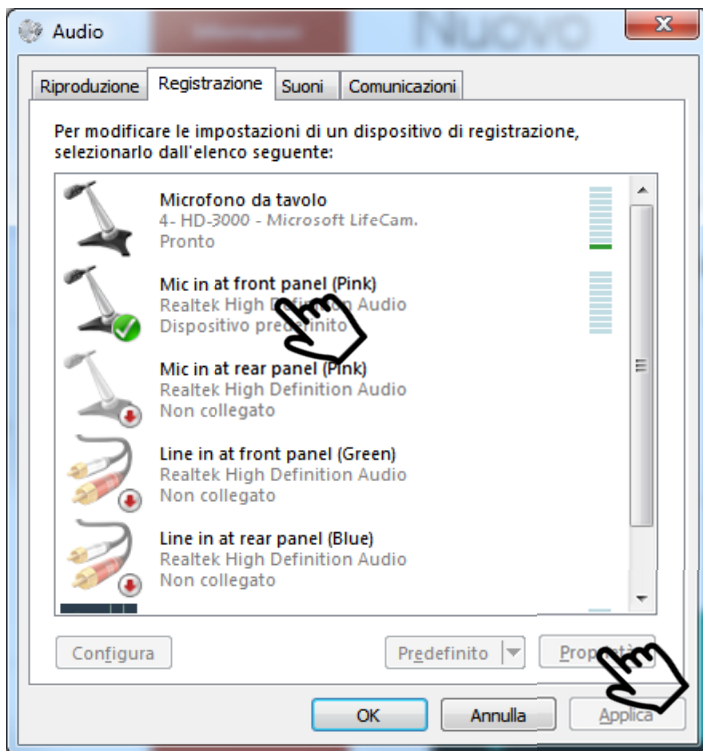 Nuovo
Audio
Riproduzione
Registrazione
Suoni
Comunicazioni
Per modificare le impostazioni di un dispositivo di registrazione,
selezionarlo dall'elenco seguente:
Microfono da tavolo
4- HD-3000 - Microsoft LifeCam.
Pronto
Mic in at front panel (Pink)
Realtek High Definition Audio
Dispositivo predefinito
Mic in at rear panel (Pink)
Realtek High Definition Audio
Non collegato
Line in at front panel (Green)
Realtek High Definition Audio
Non collegato
Line in at rear panel (Blue)
Realtek High Definition Audio
Non collegato
Configura
Predefinito
Proprietà
OK
Annulla
Applica